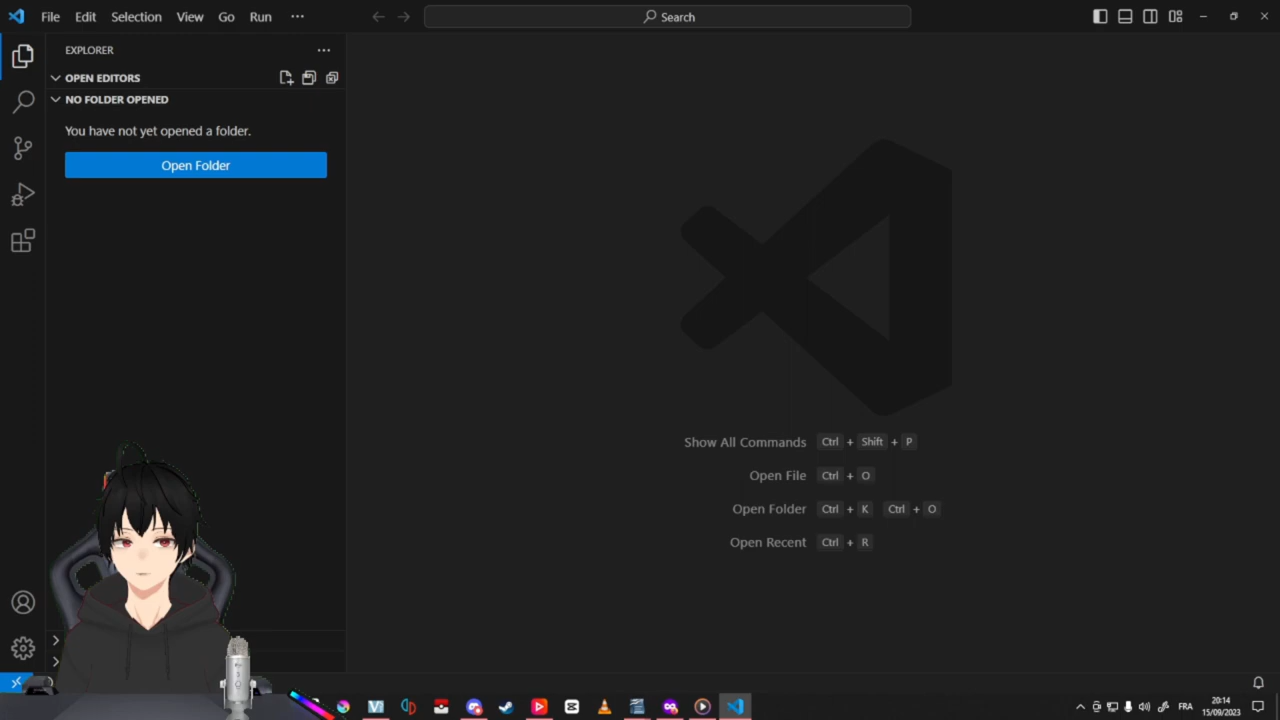 File Edit Selection View Go Run ···
Search
EXPLORER
OPEN EDITORS
NO FOLDER OPENED
You have not yet opened a folder.
Open Folder
Show All Commands Ctrl + Shift + P
Open File Ctrl + O
Open Folder Ctrl + K Ctrl + O
Open Recent Ctrl + R
FRA
20:14
15/09/2023